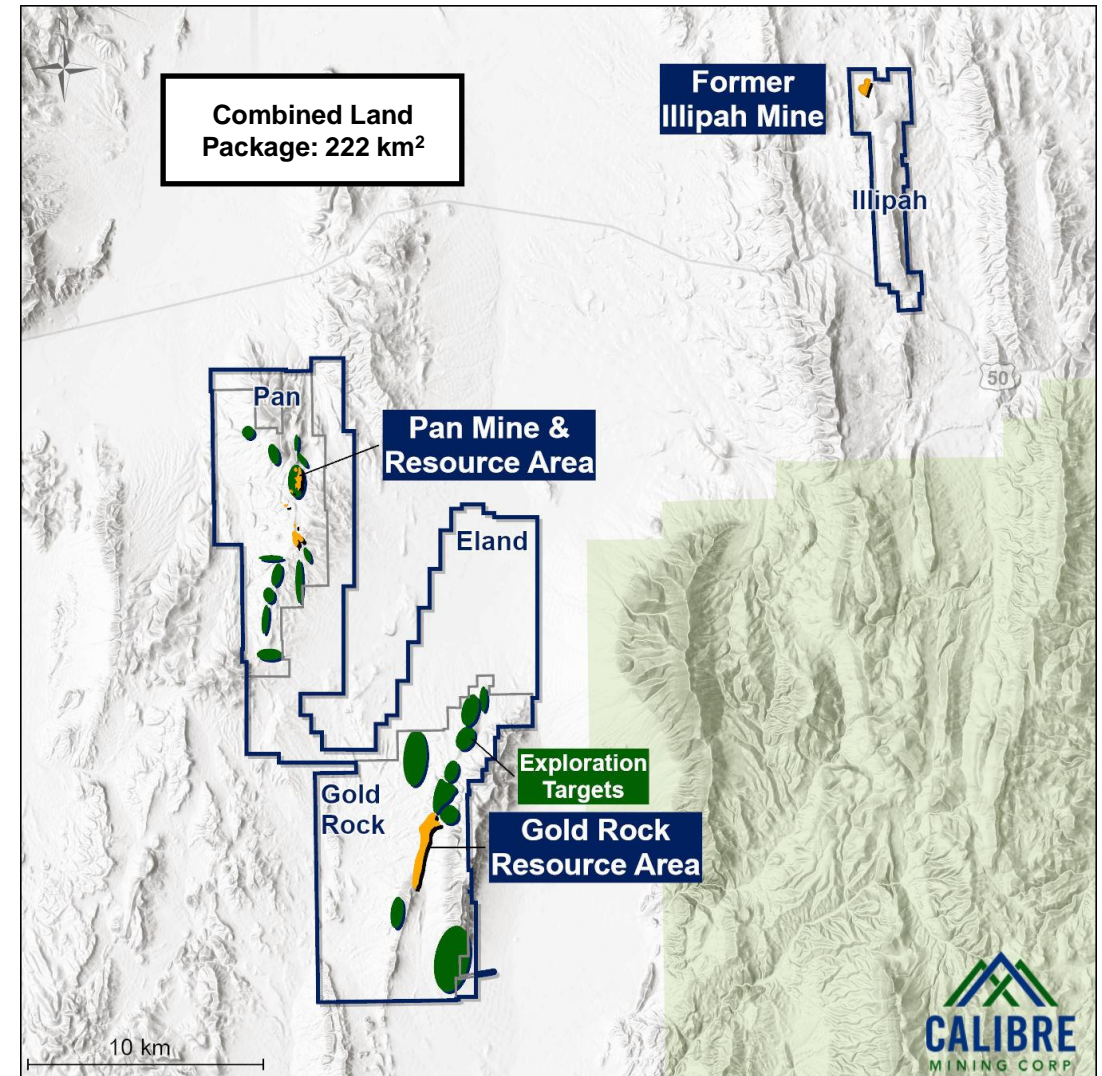 Combined Land
Package: 222 km²
Former
Illipah Mine
Illipah
50
Pan
Pan Mine &
Resource Area
Eland
Exploration
Targets
Gold
Rock
Gold Rock
Resource Area
10 km
CALIBRE
MINING CORP